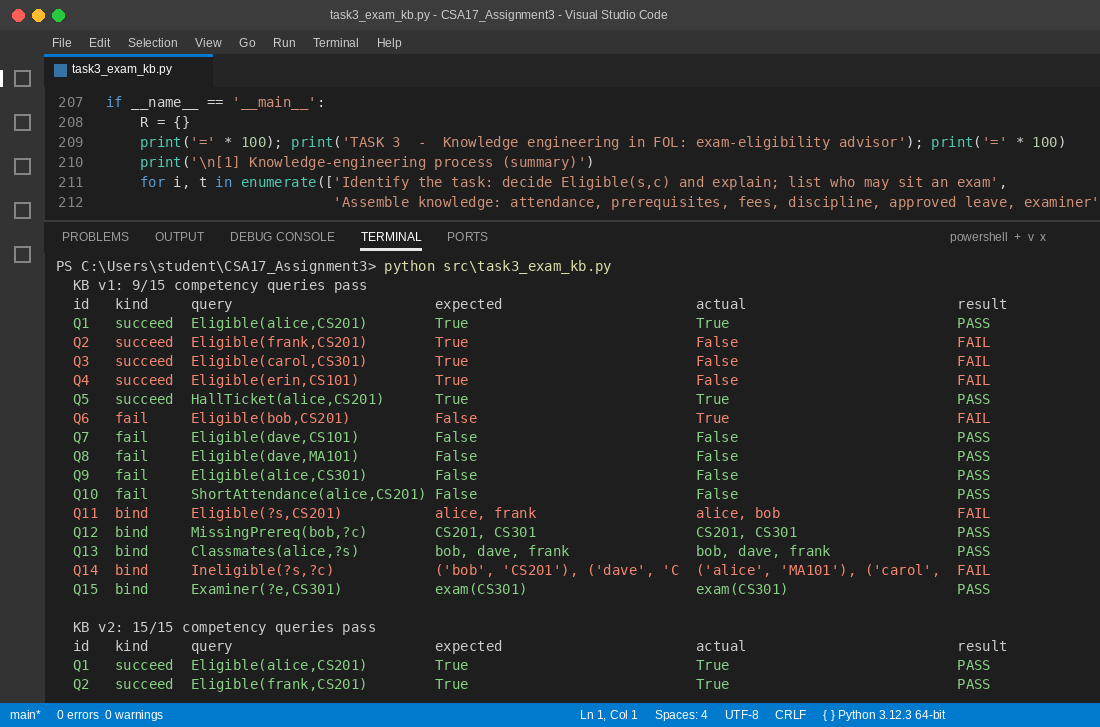 task3_exam_kb.py - CSA17_Assignment3 - Visual Studio Code
File Edit Selection View Go Run Terminal Help
task3_exam_kb.py
207 if __name__ == '__main__':
208     R = {}
209     print('=' * 100); print('TASK 3  -  Knowledge engineering in FOL: exam-eligibility advisor'); print('=' * 100)
210     print('\n[1] Knowledge-engineering process (summary)')
211     for i, t in enumerate(['Identify the task: decide Eligible(s,c) and explain; list who may sit an exam',
212                            'Assemble knowledge: attendance, prerequisites, fees, discipline, approved leave, examiner'
PROBLEMS OUTPUT DEBUG CONSOLE TERMINAL PORTS powershell + v x
PS C:\Users\student\CSA17_Assignment3> python src\task3_exam_kb.py
KB v1: 9/15 competency queries pass
id   kind     query                        expected                       actual                         result
Q1   succeed  Eligible(alice,CS201)        True                           True                           PASS
Q2   succeed  Eligible(frank,CS201)        True                           False                          FAIL
Q3   succeed  Eligible(carol,CS301)        True                           False                          FAIL
Q4   succeed  Eligible(erin,CS101)         True                           False                          FAIL
Q5   succeed  HallTicket(alice,CS201)      True                           True                           PASS
Q6   fail     Eligible(bob,CS201)          False                          True                           FAIL
Q7   fail     Eligible(dave,CS101)         False                          False                          PASS
Q8   fail     Eligible(dave,MA101)         False                          False                          PASS
Q9   fail     Eligible(alice,CS301)        False                          False                          PASS
Q10  fail     ShortAttendance(alice,CS201) False                          False                          PASS
Q11  bind     Eligible(?s,CS201)           alice, frank                   alice, bob                     FAIL
Q12  bind     MissingPrereq(bob,?c)        CS201, CS301                   CS201, CS301                   PASS
Q13  bind     Classmates(alice,?s)         bob, dave, frank               bob, dave, frank               PASS
Q14  bind     Ineligible(?s,?c)            ('bob', 'CS201'), ('dave', 'C  ('alice', 'MA101'), ('carol',  FAIL
Q15  bind     Examiner(?e,CS301)           exam(CS301)                    exam(CS301)                    PASS
KB v2: 15/15 competency queries pass
id   kind     query                        expected                       actual                         result
Q1   succeed  Eligible(alice,CS201)        True                           True                           PASS
Q2   succeed  Eligible(frank,CS201)        True                           True                           PASS
main* 0 errors 0 warnings Ln 1, Col 1 Spaces: 4 UTF-8 CRLF { } Python 3.12.3 64-bit